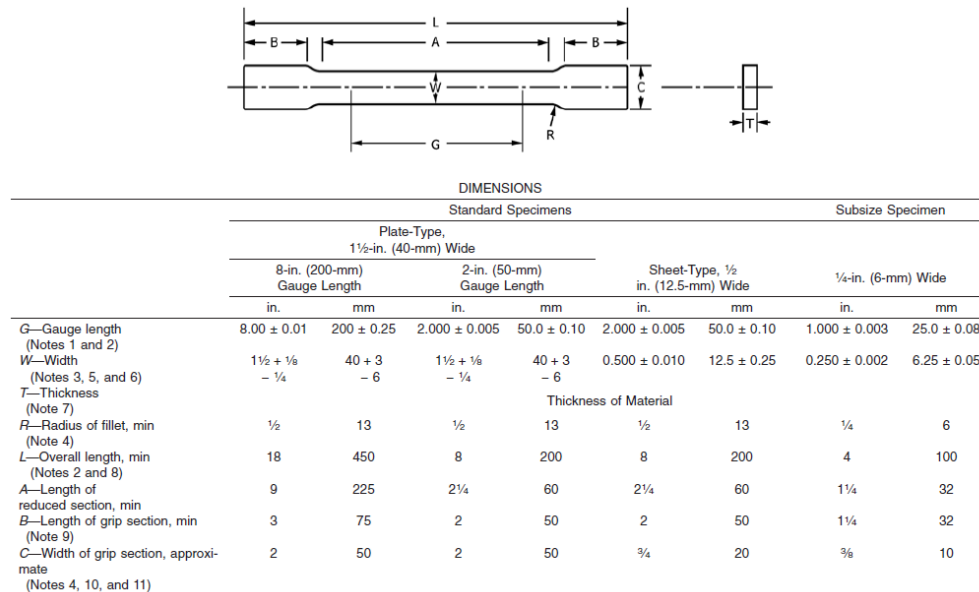 L
B A B
W C
T
R
G
DIMENSIONS
Standard Specimens Subsize Specimen
Plate-Type,
1½-in. (40-mm) Wide
8-in. (200-mm) 2-in. (50-mm) Sheet-Type, ½ ¼-in. (6-mm) Wide
Gauge Length Gauge Length in. (12.5-mm) Wide
in. mm in. mm in. mm in. mm
G—Gauge length 8.00 ± 0.01 200 ± 0.25 2.000 ± 0.005 50.0 ± 0.10 2.000 ± 0.005 50.0 ± 0.10 1.000 ± 0.003 25.0 ± 0.08
(Notes 1 and 2)
W—Width 1½ + ⅛ 40 + 3 1½ + ⅛ 40 + 3 0.500 ± 0.010 12.5 ± 0.25 0.250 ± 0.002 6.25 ± 0.05
(Notes 3, 5, and 6) – ¼ – 6 – ¼ – 6
T—Thickness Thickness of Material
(Note 7)
R—Radius of fillet, min ½ 13 ½ 13 ½ 13 ¼ 6
(Note 4)
L—Overall length, min 18 450 8 200 8 200 4 100
(Notes 2 and 8)
A—Length of 9 225 2¼ 60 2¼ 60 1¼ 32
reduced section, min
B—Length of grip section, min 3 75 2 50 2 50 1¼ 32
(Note 9)
C—Width of grip section, approxi- 2 50 2 50 ¾ 20 ⅜ 10
mate
(Notes 4, 10, and 11)